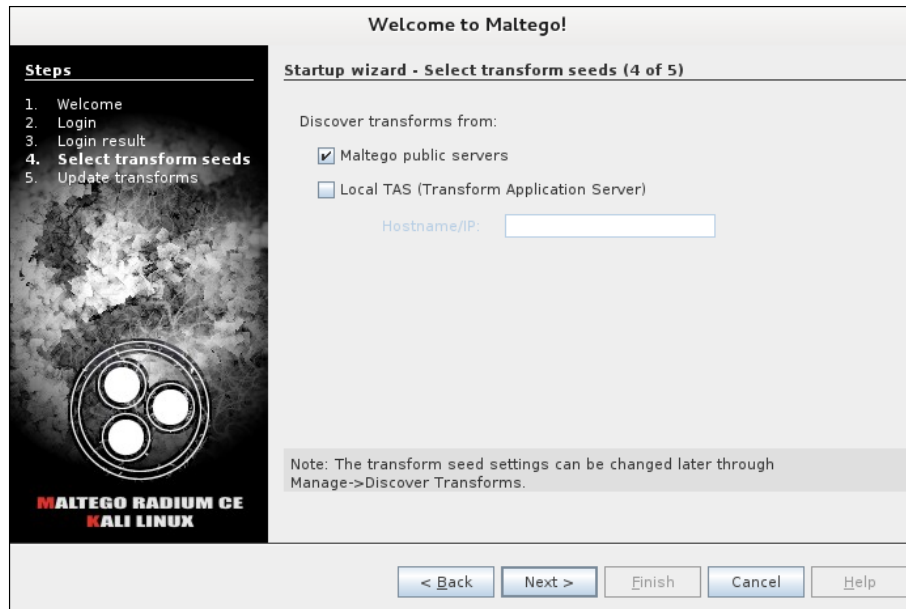 Welcome to Maltego!
Steps
1. Welcome
2. Login
3. Login result
4. Select transform seeds
5. Update transforms
MALTEGO RADIUM CE
KALI LINUX
Startup wizard - Select transform seeds (4 of 5)
Discover transforms from:
Maltego public servers
Local TAS (Transform Application Server)
Hostname/IP:
Note: The transform seed settings can be changed later through
Manage->Discover Transforms.
< Back Next > Finish Cancel Help